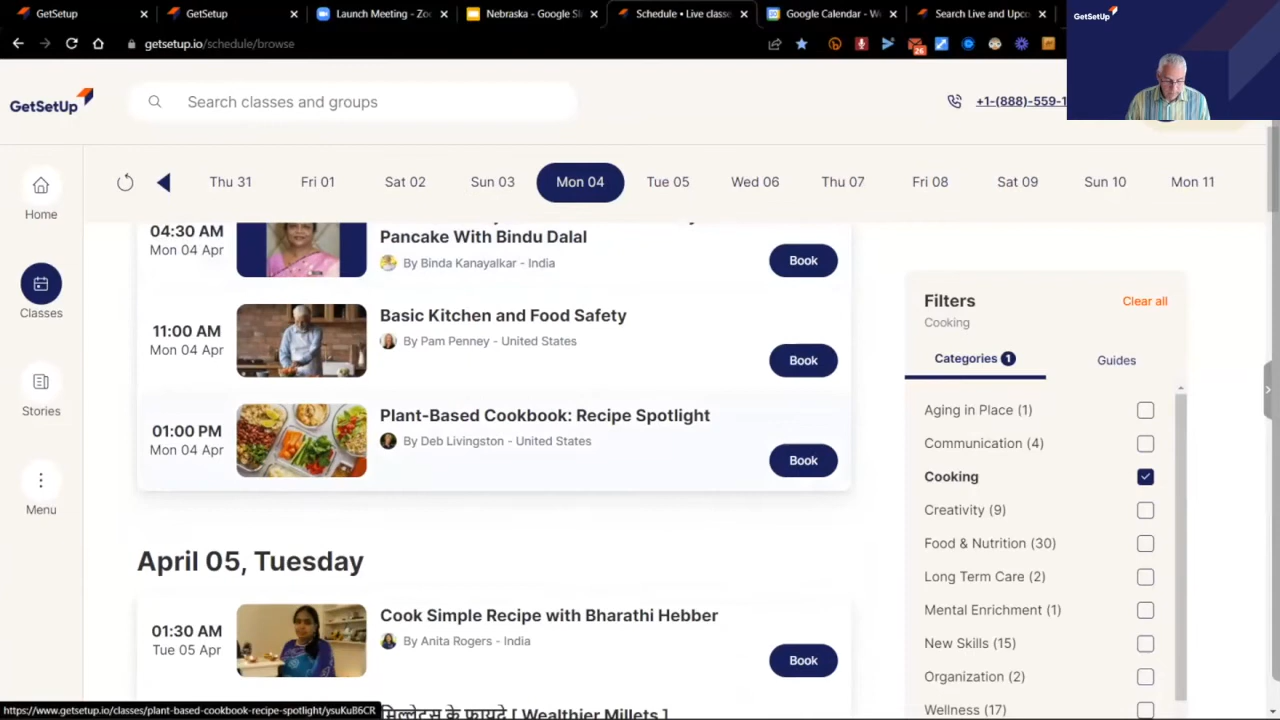 GetSetUp
GetSetUp
Launch Meeting - Zoo
Nebraska - Google Sli
Schedule • Live classe
Google Calendar - We
Search Live and Upco
GetSetUp
getsetup.io/schedule/browse
26
GetSetUp
Search classes and groups
+1-(888)-559-1
Thu 31
Fri 01
Sat 02
Sun 03
Mon 04
Tue 05
Wed 06
Thu 07
Fri 08
Sat 09
Sun 10
Mon 11
Home
Classes
Stories
Menu
04:30 AM
Mon 04 Apr
Pancake With Bindu Dalal
By Binda Kanayalkar - India
Book
11:00 AM
Mon 04 Apr
Basic Kitchen and Food Safety
By Pam Penney - United States
Book
01:00 PM
Mon 04 Apr
Plant-Based Cookbook: Recipe Spotlight
By Deb Livingston - United States
Book
April 05, Tuesday
01:30 AM
Tue 05 Apr
Cook Simple Recipe with Bharathi Hebber
By Anita Rogers - India
Book
मिल्लेटस के फायदे [ Wealthier Millets ]
Filters
Clear all
Cooking
Categories 1
Guides
Aging in Place (1)
Communication (4)
Cooking
Creativity (9)
Food & Nutrition (30)
Long Term Care (2)
Mental Enrichment (1)
New Skills (15)
Organization (2)
Wellness (17)
https://www.getsetup.io/classes/plant-based-cookbook-recipe-spotlight/ysuKuB6CR